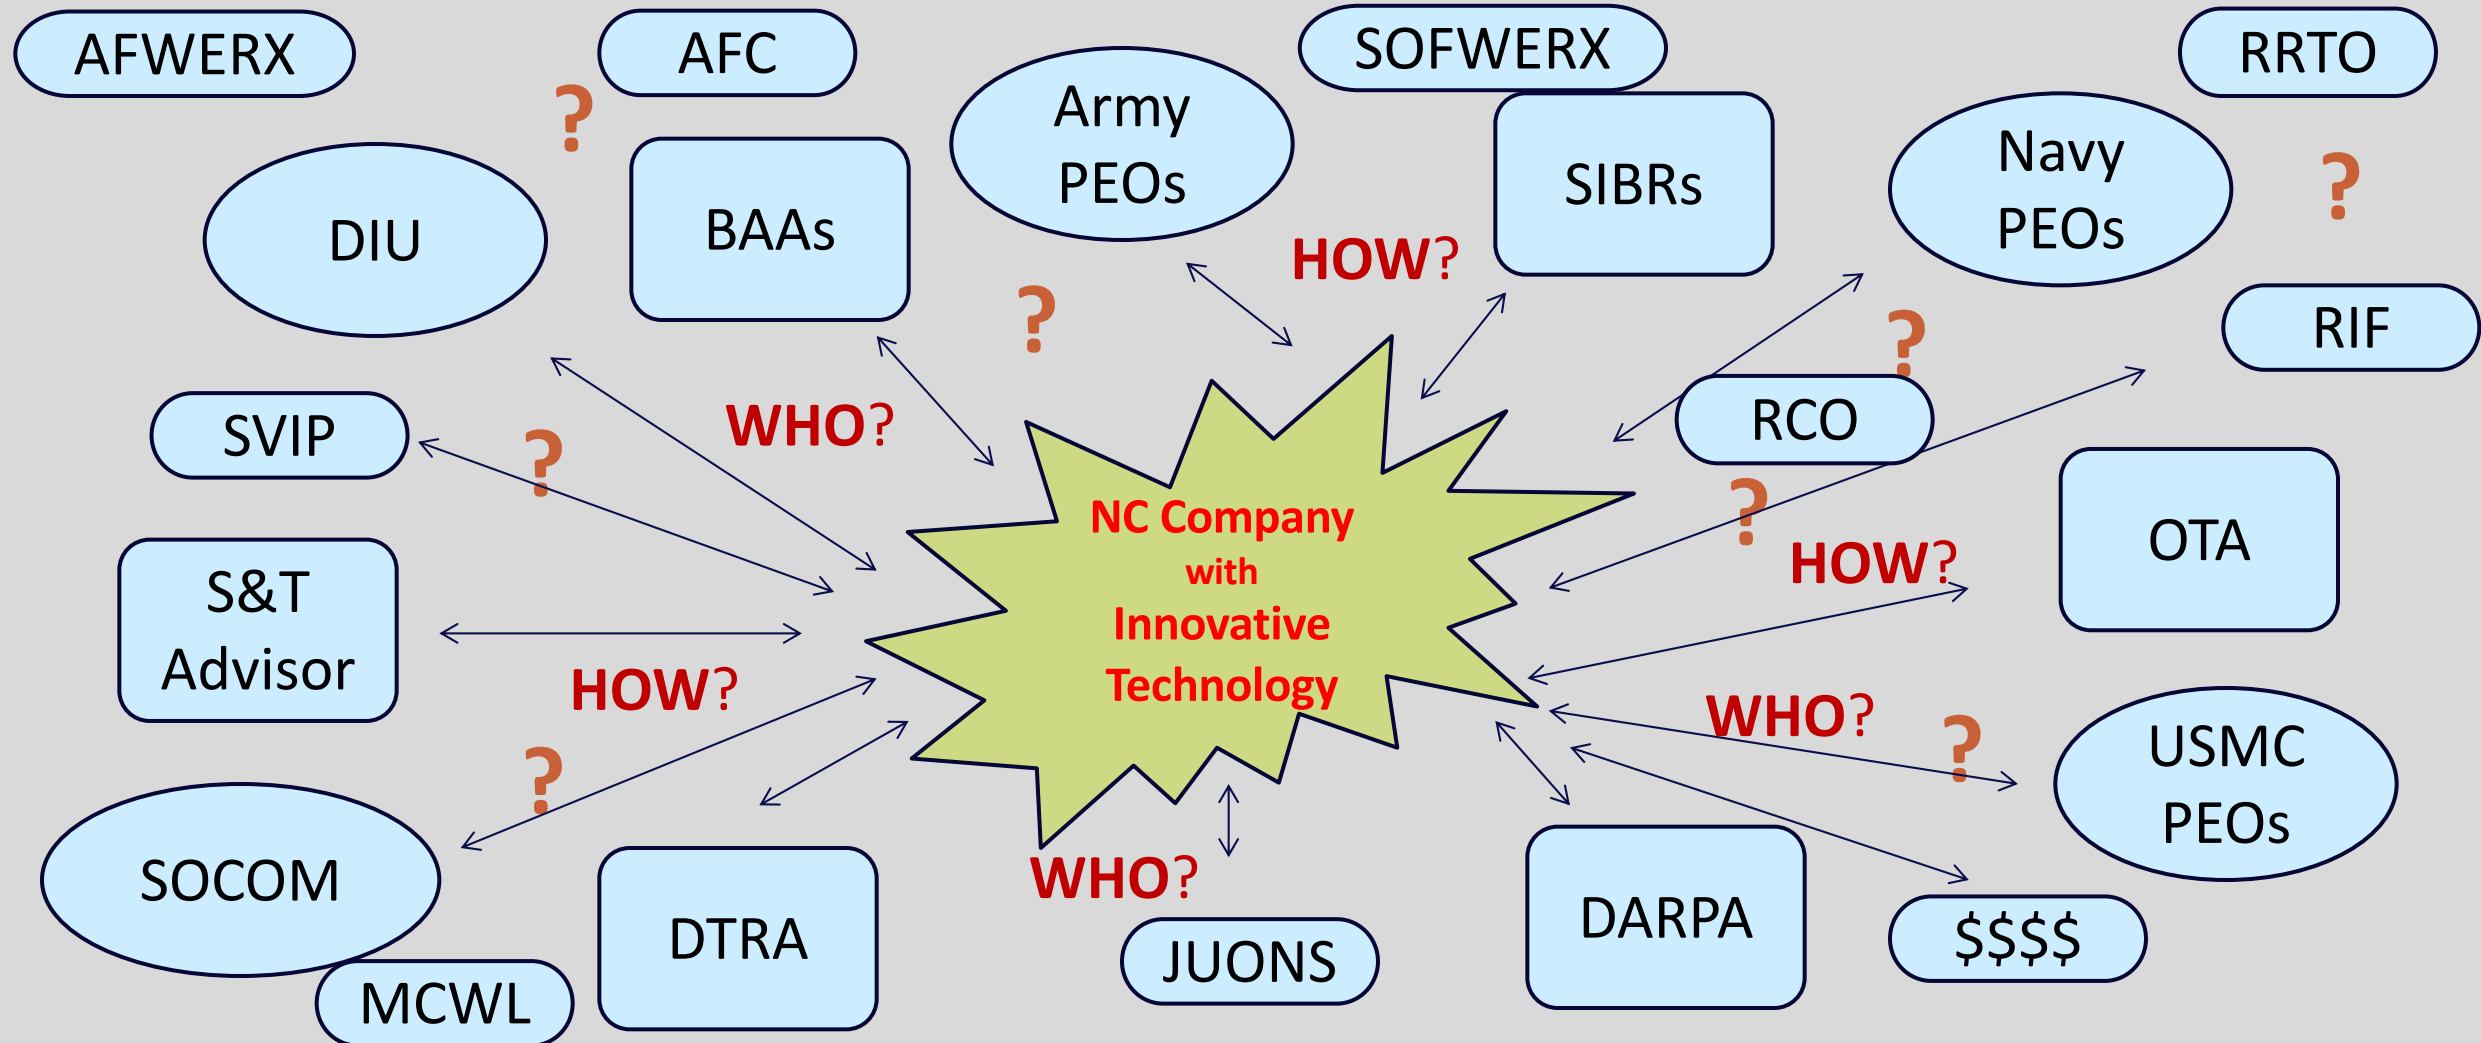 AFWERX
AFC
SOFWERX
RRTO
?
Army
PEOs
Navy
PEOs
?
DIU
BAAs
SIBRs
HOW?
?
?
RIF
SVIP
?
WHO?
RCO
?
NC Company
with
Innovative
Technology
HOW?
OTA
S&T
Advisor
HOW?
WHO?
?
USMC
PEOs
?
SOCOM
DTRA
WHO?
JUONS
DARPA
$$$$
MCWL